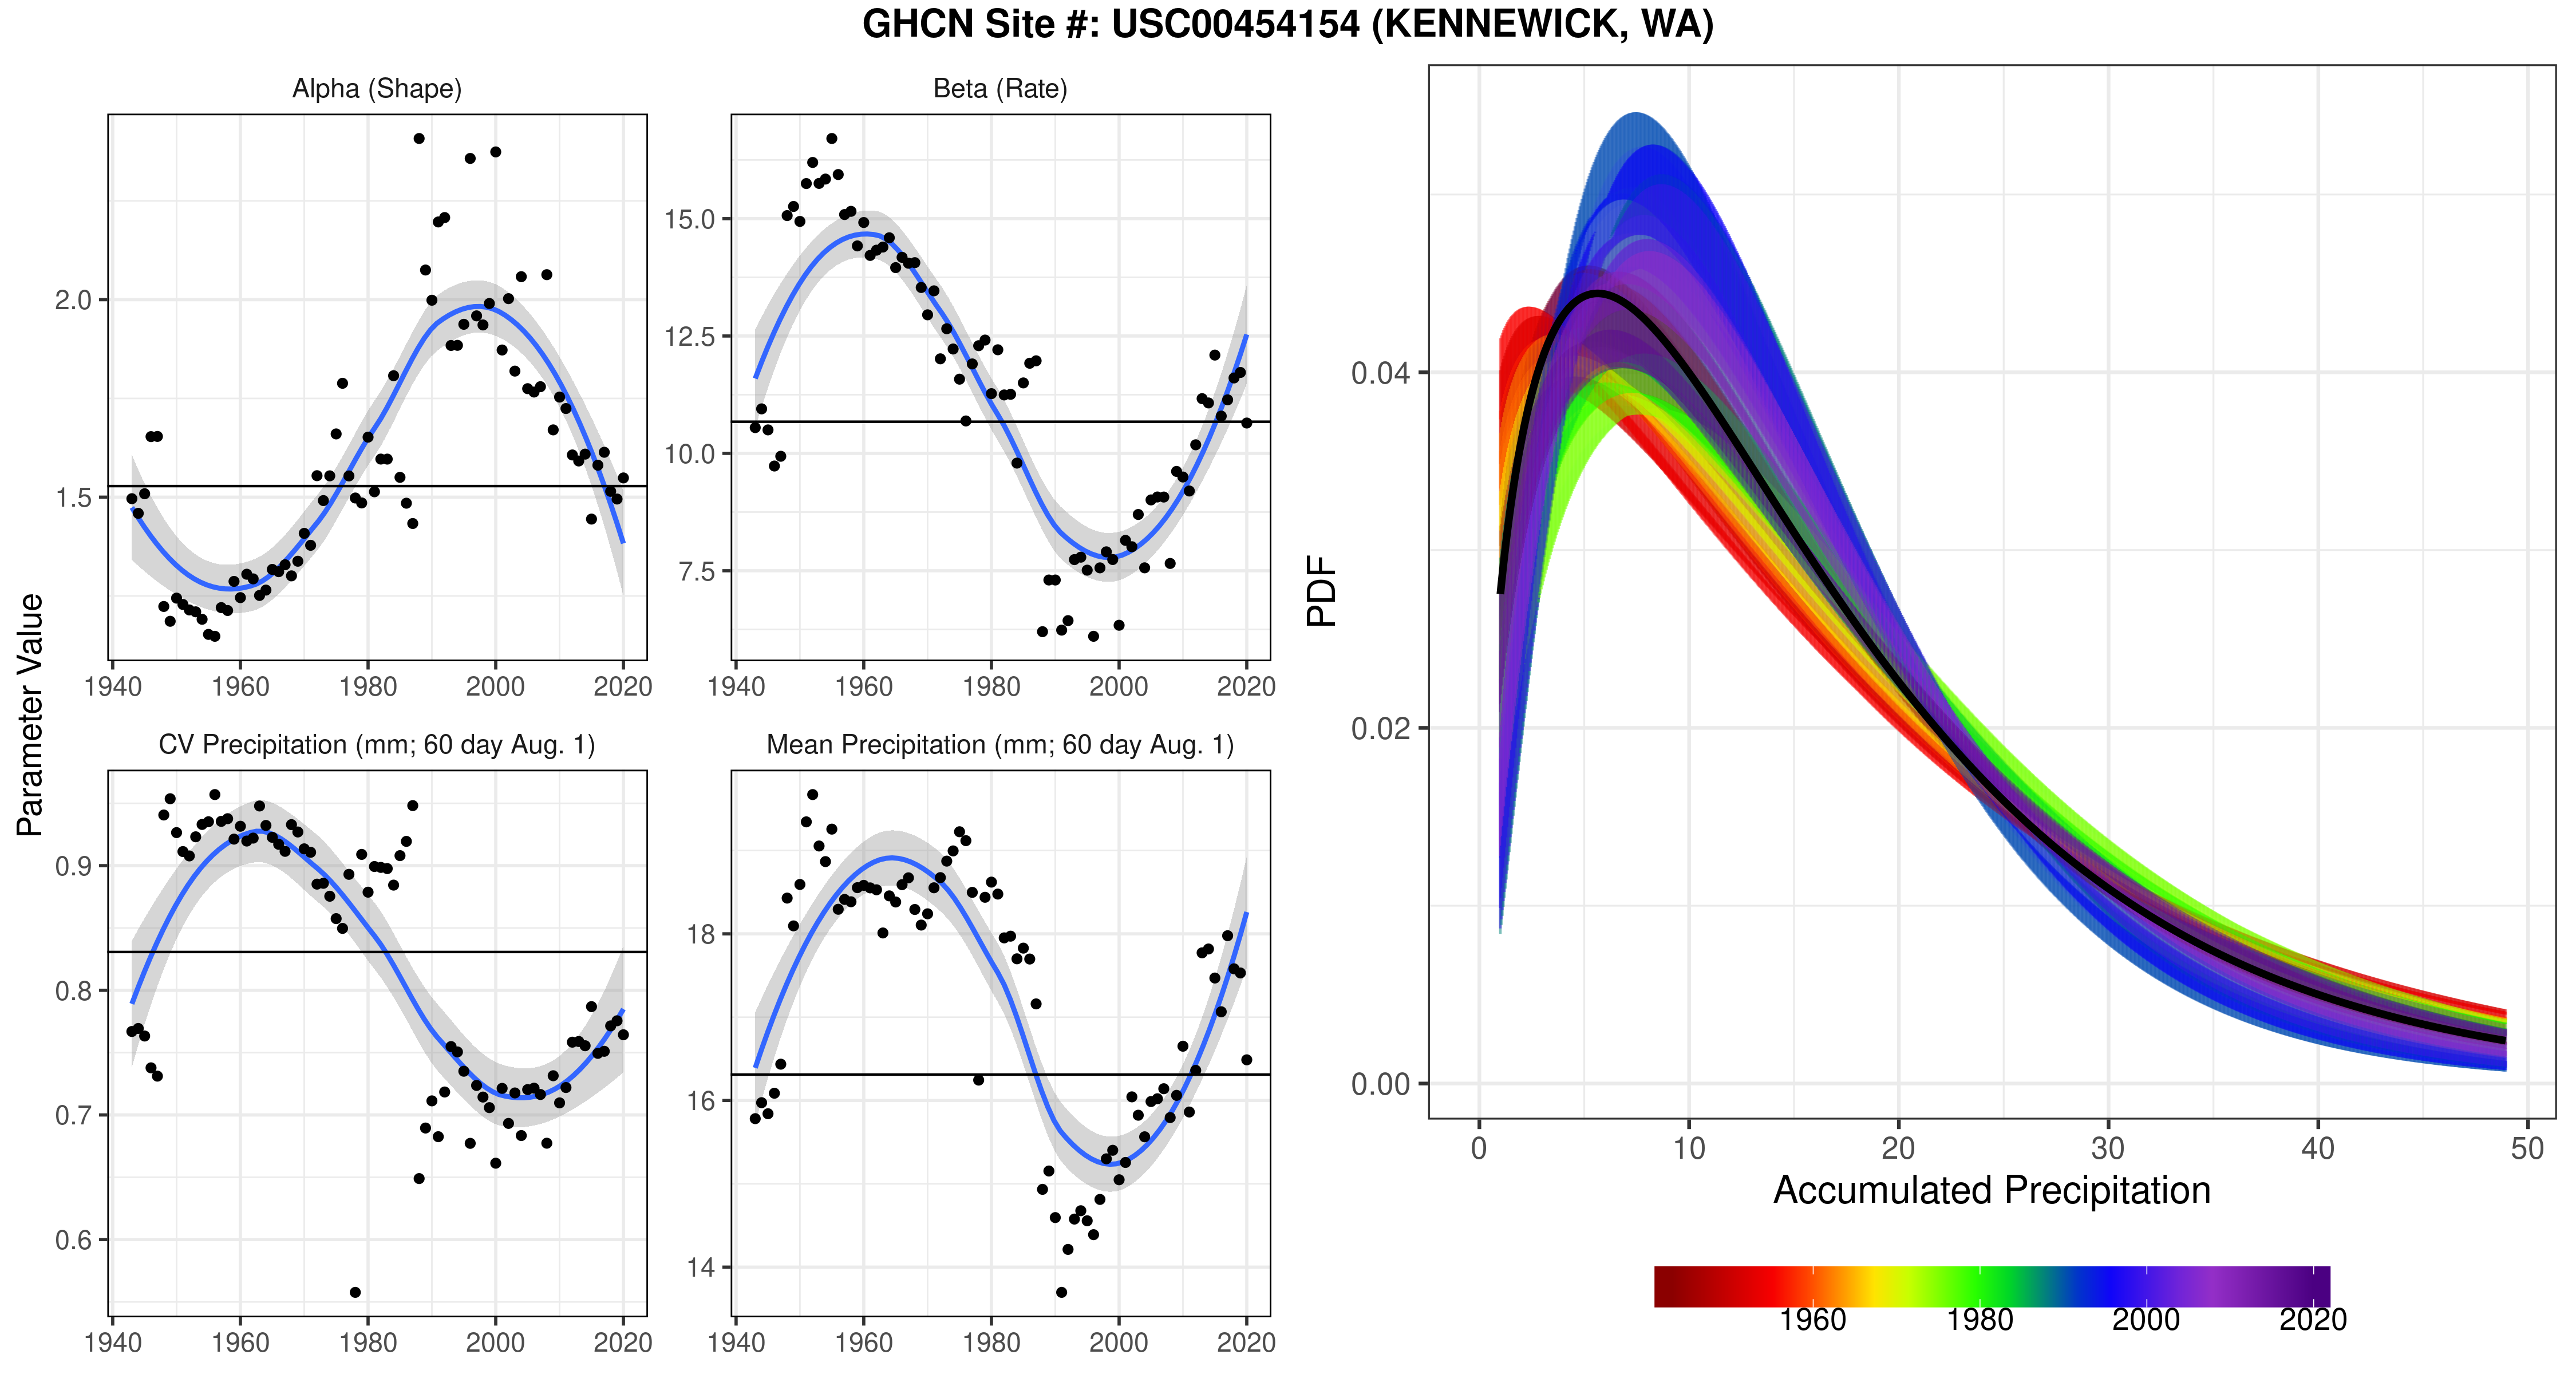 GHCN Site #: USC00454154 (KENNEWICK, WA)
Alpha (Shape)
2.0
1.5
1940 1960 1980 2000 2020
Beta (Rate)
15.0
12.5
10.0
7.5
1940 1960 1980 2000 2020
Parameter Value
CV Precipitation (mm; 60 day Aug. 1)
0.9
0.8
0.7
0.6
1940 1960 1980 2000 2020
Mean Precipitation (mm; 60 day Aug. 1)
18
16
14
1940 1960 1980 2000 2020
PDF
0.04
0.02
0.00
0 10 20 30 40 50
Accumulated Precipitation
1960 1980 2000 2020